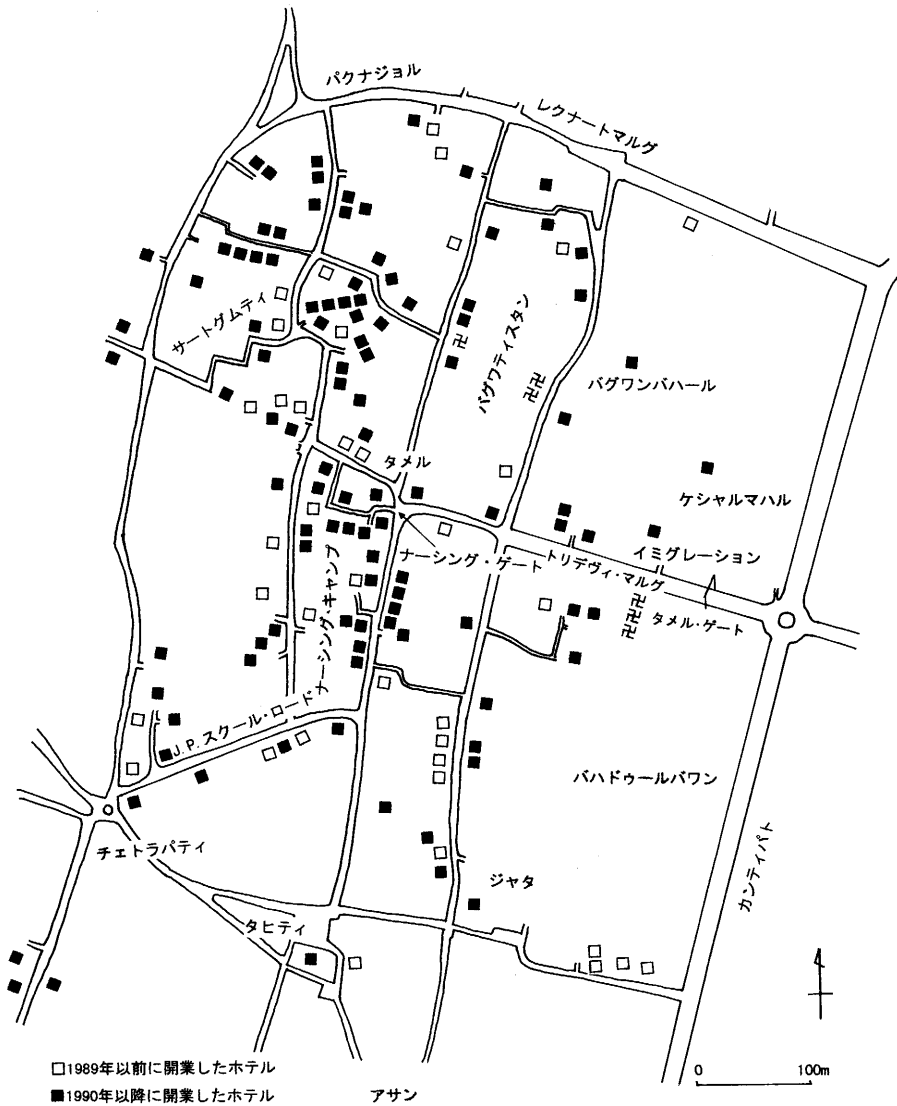 パクナジョル
レクナートマルグ
サートグムティ
バグワティスタン
卍
卍卍
バグワンバハール
タメル
ケシャルマハル
ナーシング・ゲート
イミグレーション
トリデヴィ・マルグ
卍卍卍
タメル・ゲート
ナーシング・キャンプ
J.P.スクール・ロード
バハドゥールバワン
カンティパト
チェトラパティ
ジャタ
タヒティ
□1989年以前に開業したホテル
■1990年以降に開業したホテル
アサン
0 100m